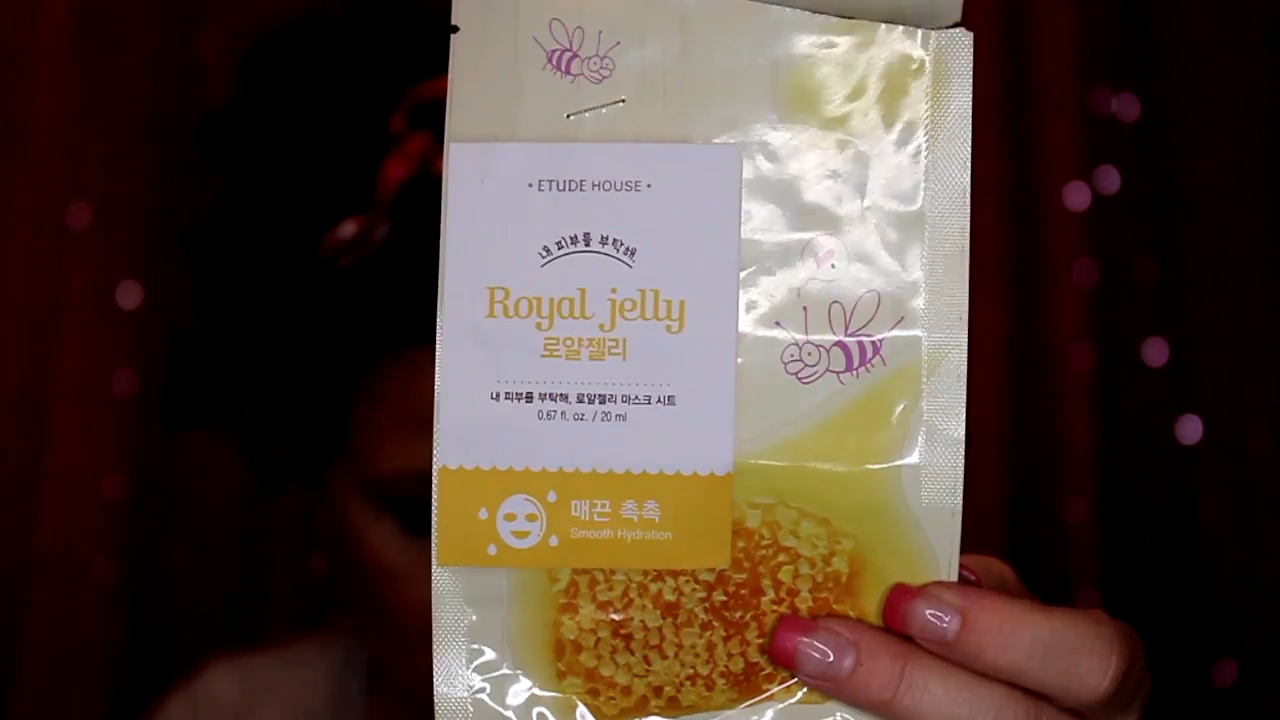 • ETUDE HOUSE •
내 피부를 부탁해.
Royal jelly
로얄젤리
내 피부를 부탁해, 로얄젤리 마스크 시트
0.67 fl. oz. / 20 ml
매끈 촉촉
Smooth Hydration